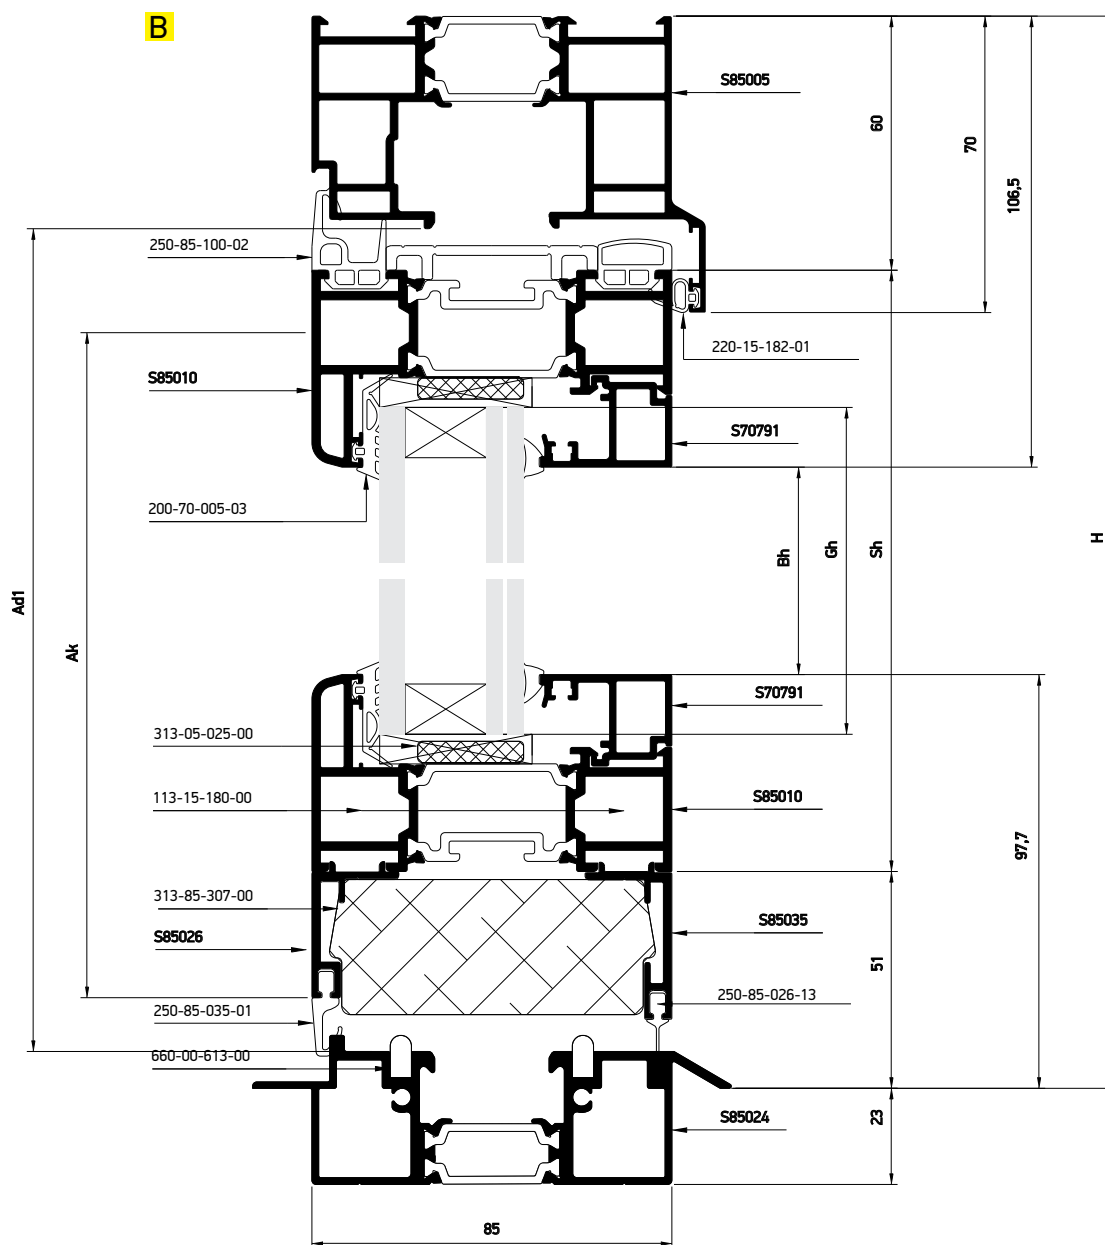 B
S85005
60
70
106,5
250-85-100-02
220-15-182-01
S85010
S70791
200-70-005-03
Bh
Gh
Sh
H
Ad1
Ak
S70791
313-05-025-00
113-15-180-00
S85010
97,7
313-85-307-00
S85026
S85035
51
250-85-026-13
250-85-035-01
660-00-613-00
S85024
23
85